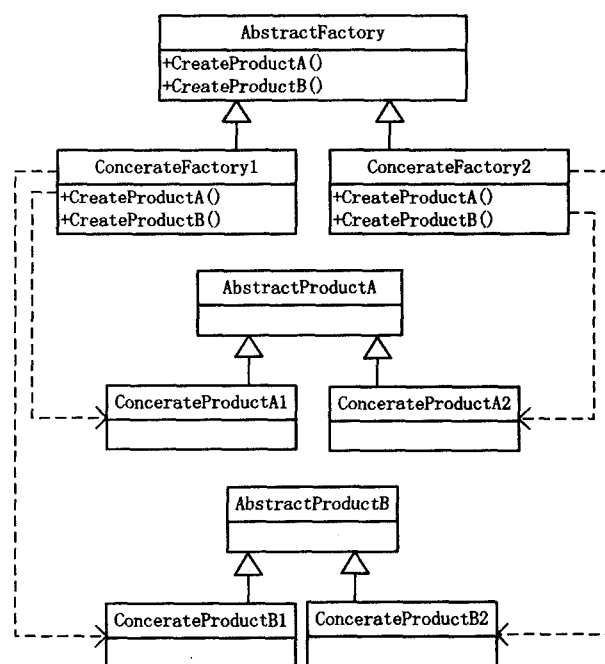 AbstractFactory
+CreateProductA()
+CreateProductB()
ConcerateFactory1
+CreateProductA()
+CreateProductB()
ConcerateFactory2
+CreateProductA()
+CreateProductB()
AbstractProductA
ConcerateProductA1
ConcerateProductA2
AbstractProductB
ConcerateProductB1
ConcerateProductB2